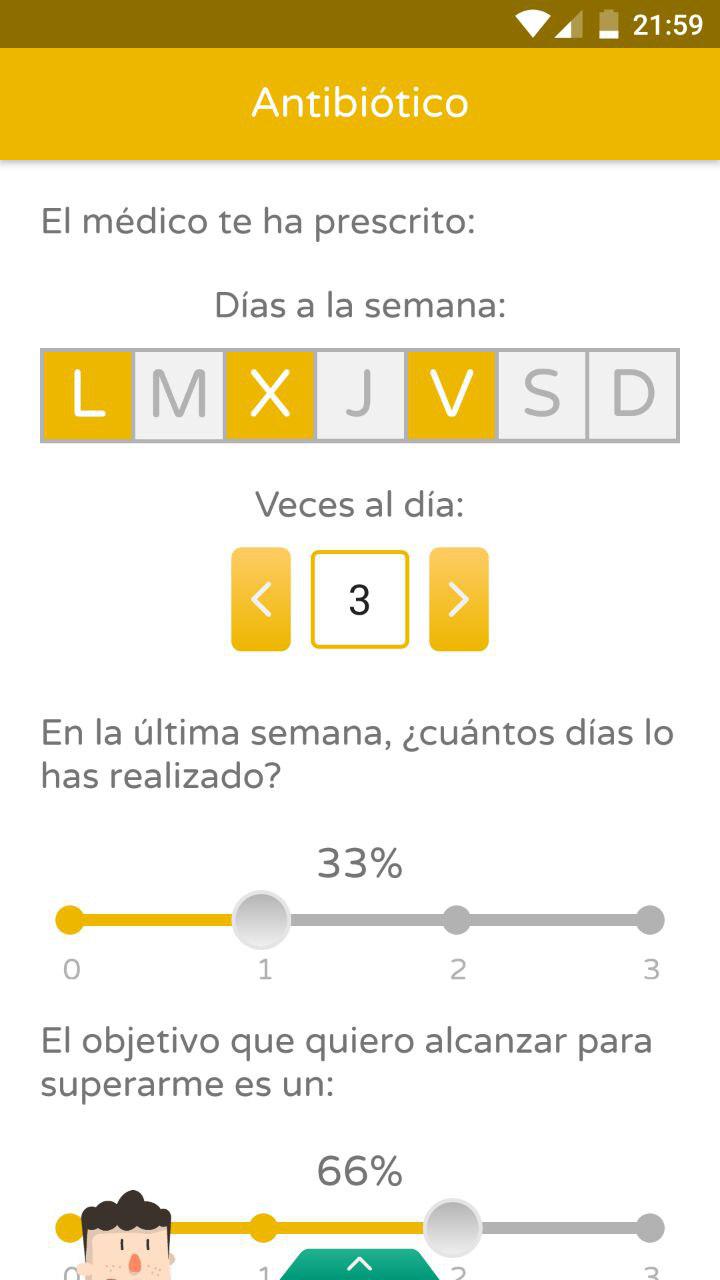 21:59
Antibiótico
El médico te ha prescrito:
Días a la semana:
L M X J V S D
Veces al día:
3
En la última semana, ¿cuántos días lo
has realizado?
33%
0 1 2 3
El objetivo que quiero alcanzar para
superarme es un:
66%
0 1 2 3